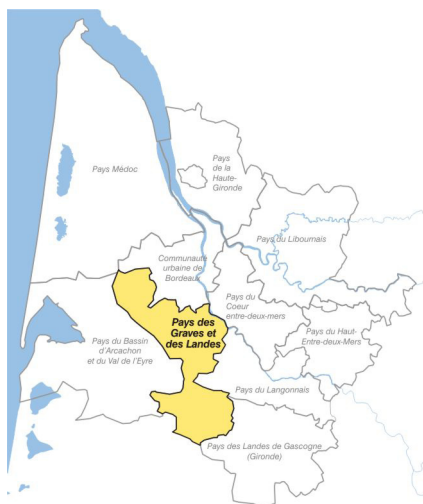 Pays Médoc
Pays
de la
Haute-
Gironde
Pays du Libournais
Communauté
urbaine de
Bordeaux
Pays du
Coeur
entre-deux-mers
Pays des
Graves et
des Landes
Pays du Haut-
Entre-Deux-Mers
Pays du Bassin
d'Arcachon
et du Val de l'Eyre
Pays du Langonnais
Pays des Landes de Gascogne
(Gironde)